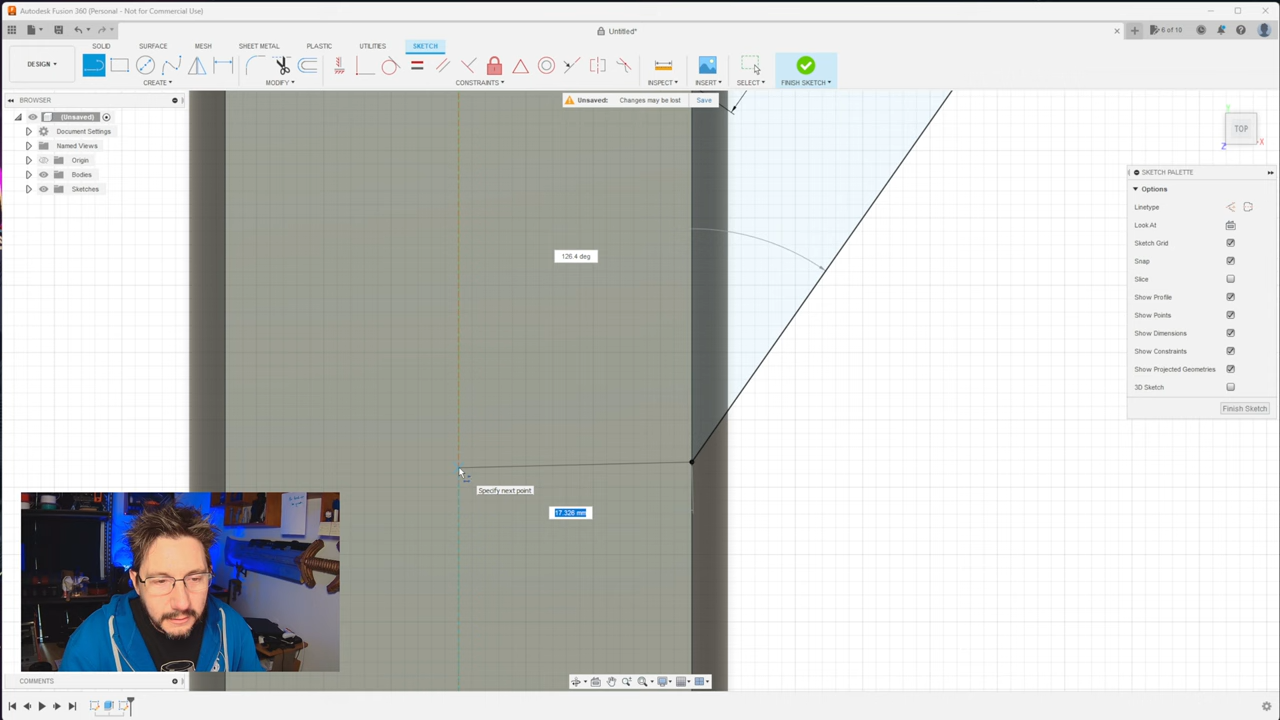 Autodesk Fusion 360 (Personal - Not for Commercial Use)
Untitled*
6 of 10
DESIGN
SOLID SURFACE MESH SHEET METAL PLASTIC UTILITIES SKETCH
CREATE MODIFY CONSTRAINTS INSPECT INSERT SELECT FINISH SKETCH
BROWSER
Unsaved: Changes may be lost Save
(Unsaved)
Document Settings
Named Views
Origin
Bodies
Sketches
TOP
Y
X
Z
SKETCH PALETTE
Options
Linetype
Look At
Sketch Grid
Snap
Slice
Show Profile
Show Points
Show Dimensions
Show Constraints
Show Projected Geometries
3D Sketch
Finish Sketch
126.4 deg
Specify next point
17.326 mm
COMMENTS